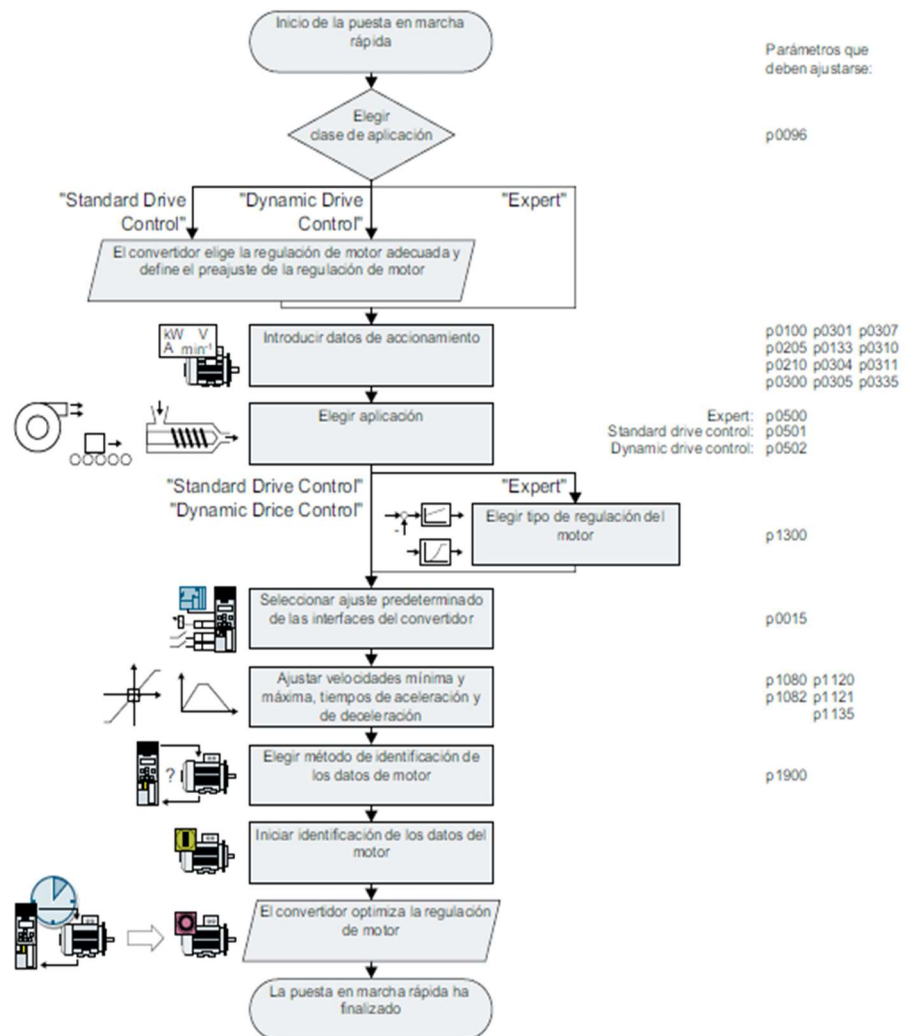 Inicio de la puesta en marcha
rápida
Parámetros que
deben ajustarse:
Elegir
clase de aplicación
p0096
"Standard Drive
Control"
"Dynamic Drive
Control"
"Expert"
El convertidor elige la regulación de motor adecuada y
define el preajuste de la regulación de motor
kW V
A min-1
Introducir datos de accionamiento
p0100 p0301 p0307
p0205 p0133 p0310
p0210 p0304 p0311
p0300 p0305 p0335
Elegir aplicación
Expert: p0500
Standard drive control: p0501
Dynamic drive control: p0502
"Standard Drive Control"
"Dynamic Drice Control"
"Expert"
Elegir tipo de regulación del
motor
p1300
Seleccionar ajuste predeterminado
de las interfaces del convertidor
p0015
Ajustar velocidades mínima y
máxima, tiempos de aceleración y
de deceleración
p1080 p1120
p1082 p1121
p1135
?
Elegir método de identificación de
los datos de motor
p1900
Iniciar identificación de los datos del
motor
El convertidor optimiza la regulación
de motor
La puesta en marcha rápida ha
finalizado